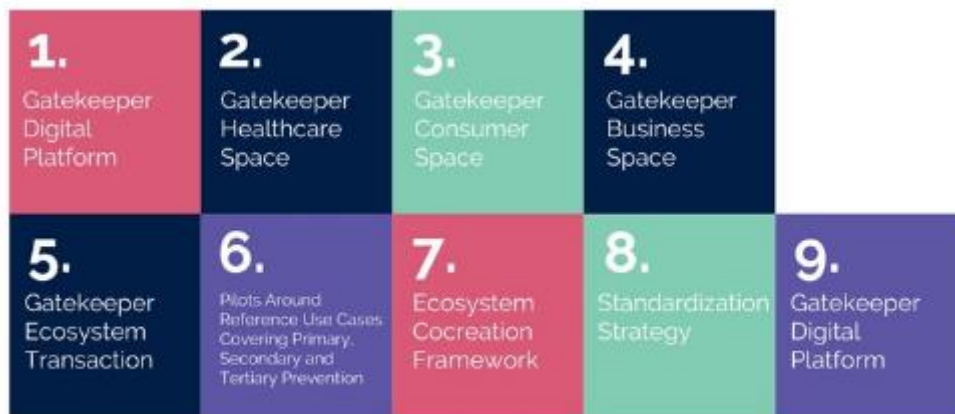 1.
Gatekeeper
Digital
Platform
2.
Gatekeeper
Healthcare
Space
3.
Gatekeeper
Consumer
Space
4.
Gatekeeper
Business
Space
5.
Gatekeeper
Ecosystem
Transaction
6.
Pilots Around
Reference Use Cases
Covering Primary,
Secondary and
Tertiary Prevention
7.
Ecosystem
Cocreation
Framework
8.
Standardization
Strategy
9.
Gatekeeper
Digital
Platform